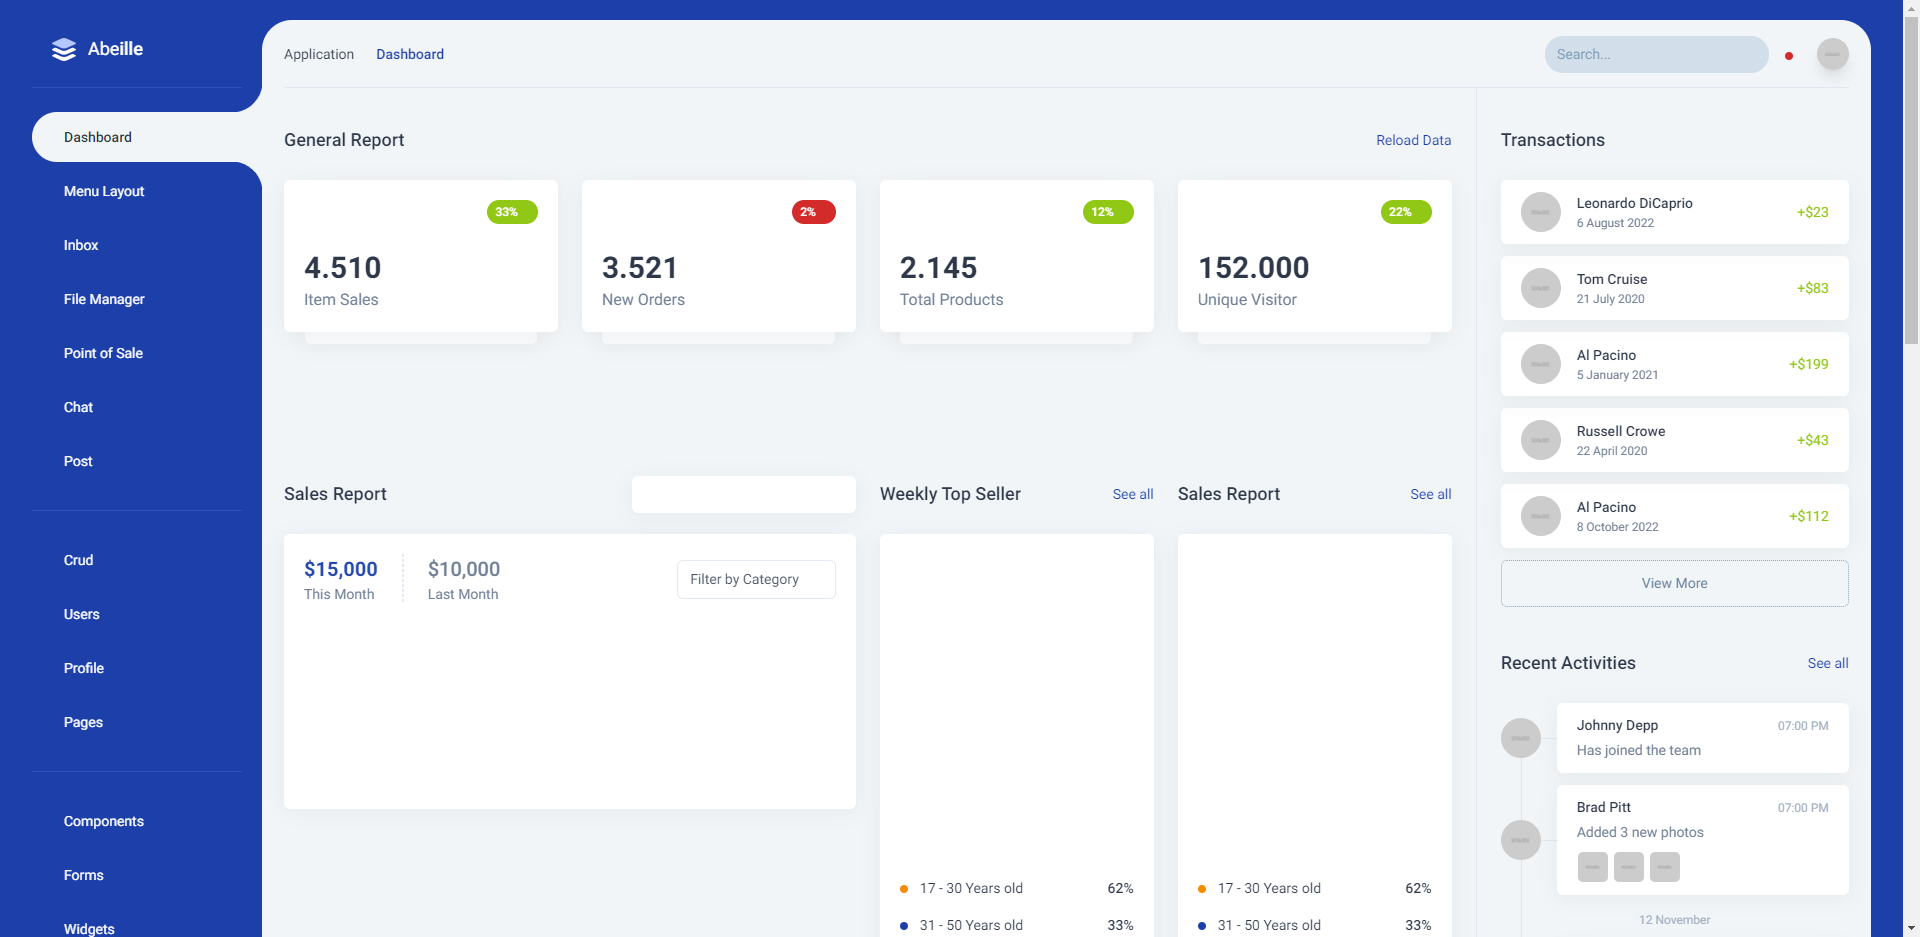 Abeille
Application
Dashboard
Search...
Dashboard
Menu Layout
Inbox
File Manager
Point of Sale
Chat
Post
Crud
Users
Profile
Pages
Components
Forms
Widgets
General Report
Reload Data
33%
4.510
Item Sales
2%
3.521
New Orders
12%
2.145
Total Products
22%
152.000
Unique Visitor
Sales Report
$15,000
This Month
$10,000
Last Month
Filter by Category
Weekly Top Seller
See all
17 - 30 Years old
62%
31 - 50 Years old
33%
Sales Report
See all
17 - 30 Years old
62%
31 - 50 Years old
33%
Transactions
Leonardo DiCaprio
6 August 2022
+$23
Tom Cruise
21 July 2020
+$83
Al Pacino
5 January 2021
+$199
Russell Crowe
22 April 2020
+$43
Al Pacino
8 October 2022
+$112
View More
Recent Activities
See all
Johnny Depp
07:00 PM
Has joined the team
Brad Pitt
07:00 PM
Added 3 new photos
12 November